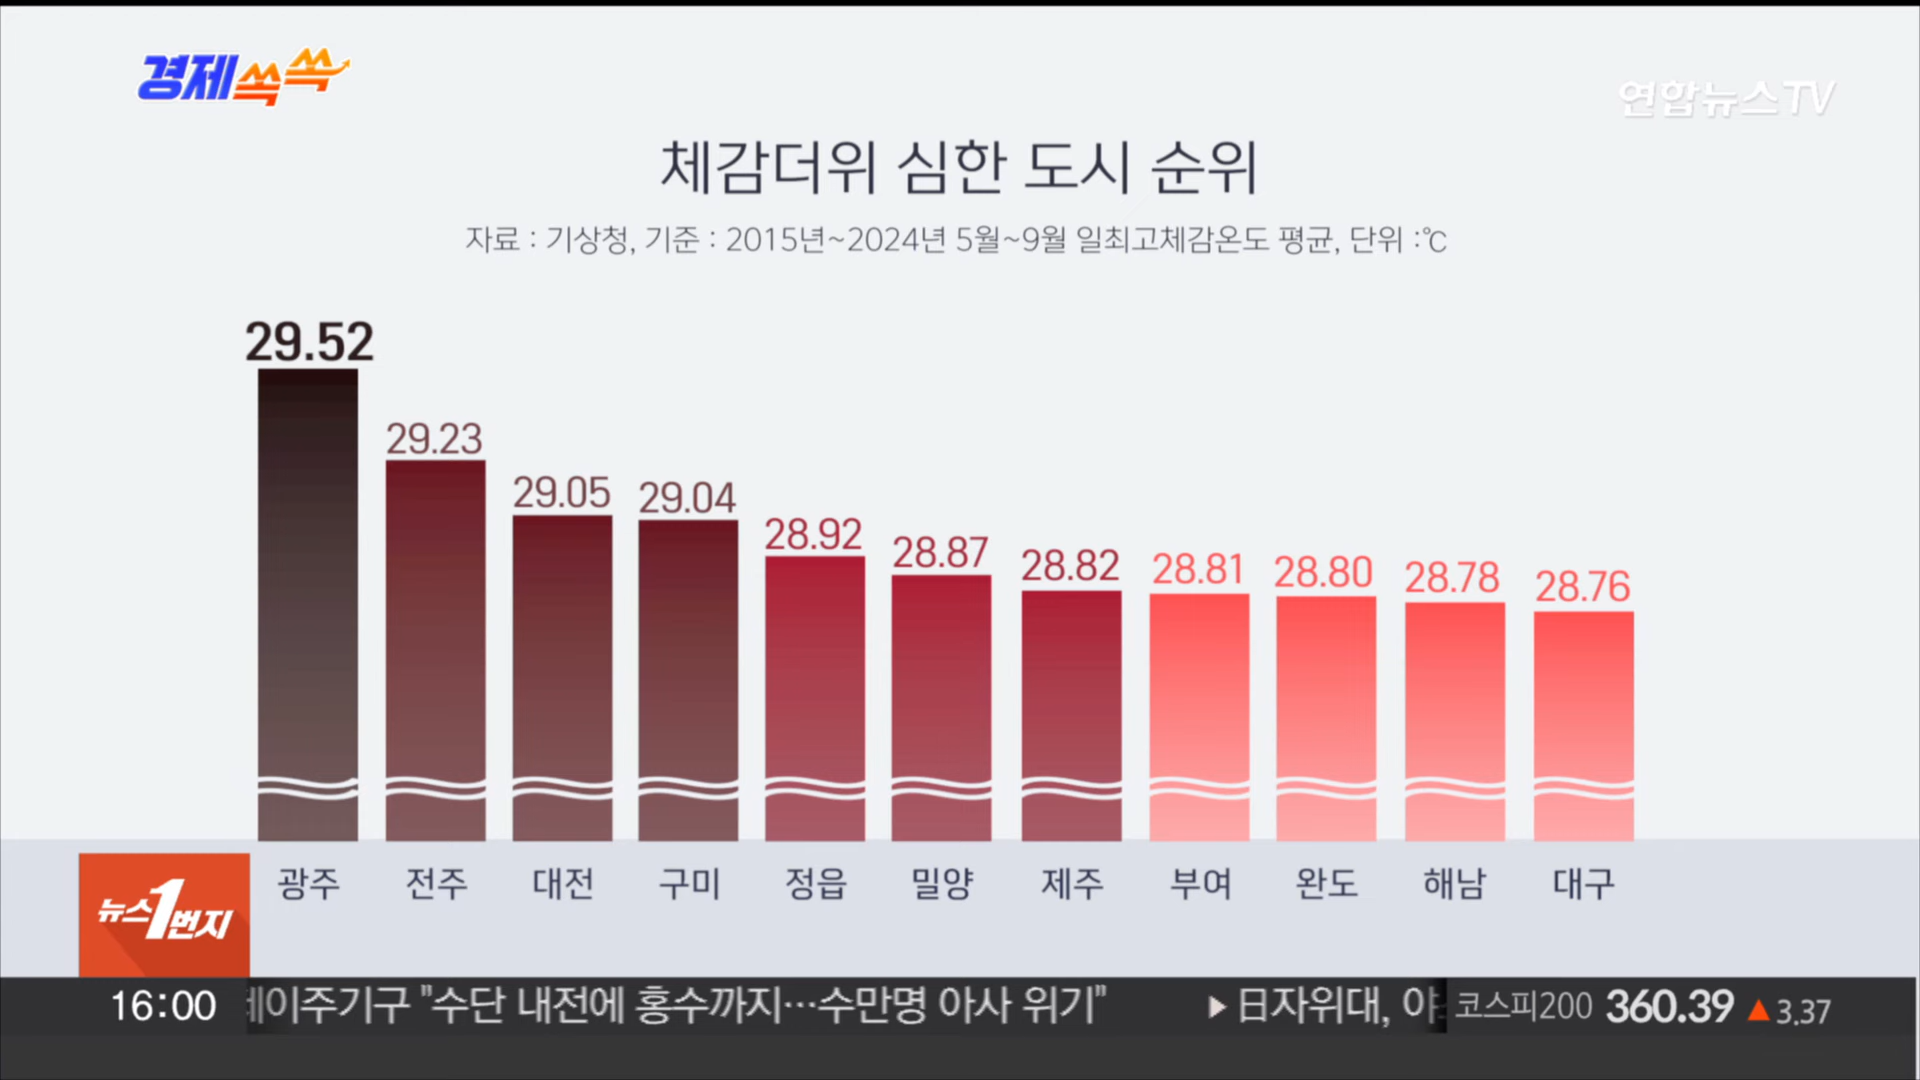 경제쏙쏙
연합뉴스TV
체감더위 심한 도시 순위
자료 : 기상청, 기준 : 2015년~2024년 5월~9월 일최고체감온도 평균, 단위 :℃
29.52
29.23
29.05
29.04
28.92
28.87
28.82
28.81
28.80
28.78
28.76
광주 전주 대전 구미 정읍 밀양 제주 부여 완도 해남 대구
뉴스1번지
16:00 이주기구 "수단 내전에 홍수까지…수만명 아사 위기" ▶日자위대, 코스피200 360.39 ▲3.37